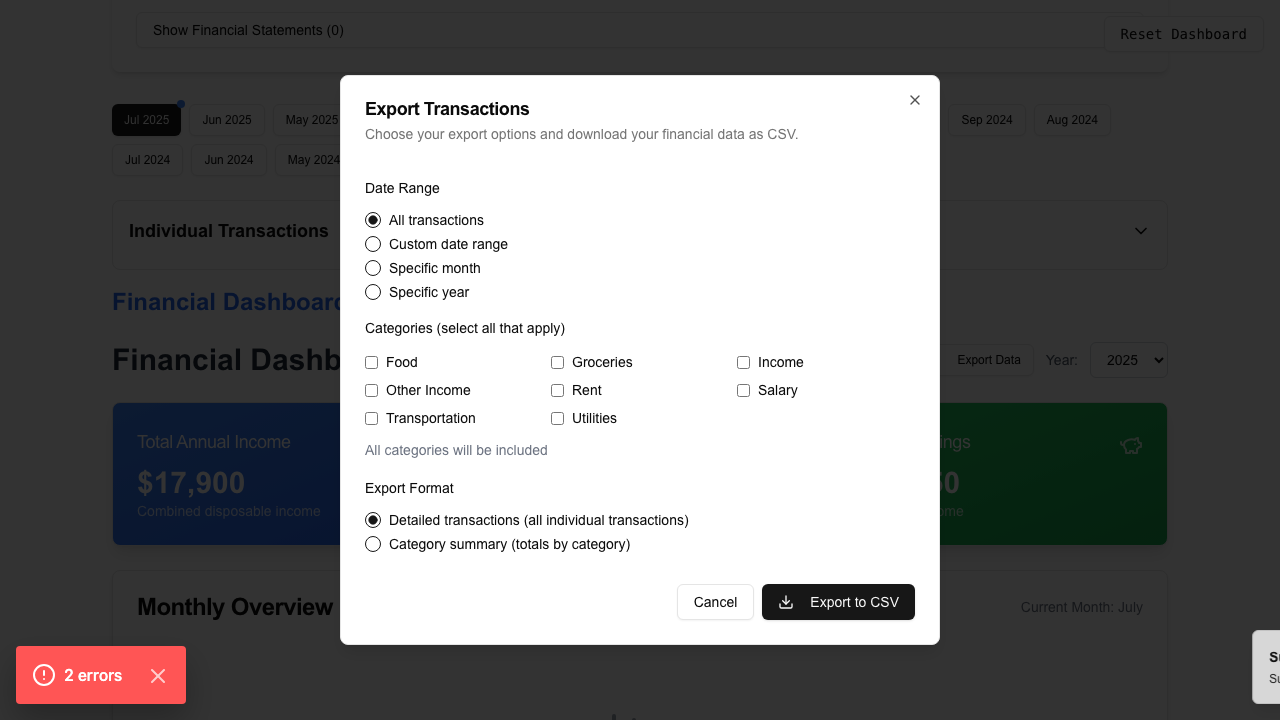 Show Financial Statements (0)
Reset Dashboard
Export Transactions
Choose your export options and download your financial data as CSV.
Jul 2025
Jun 2025
May 2025
Sep 2024
Aug 2024
Jul 2024
Jun 2024
May 2024
Date Range
All transactions
Custom date range
Specific month
Specific year
Individual Transactions
Financial Dashboard
Categories (select all that apply)
Food
Groceries
Income
Other Income
Rent
Salary
Transportation
Utilities
All categories will be included
Financial Dashb
Export Data
Year:
2025
Total Annual Income
$17,900
Combined disposable income
ngs
50
ome
Export Format
Detailed transactions (all individual transactions)
Category summary (totals by category)
Cancel
Export to CSV
Monthly Overview
Current Month: July
2 errors
Su